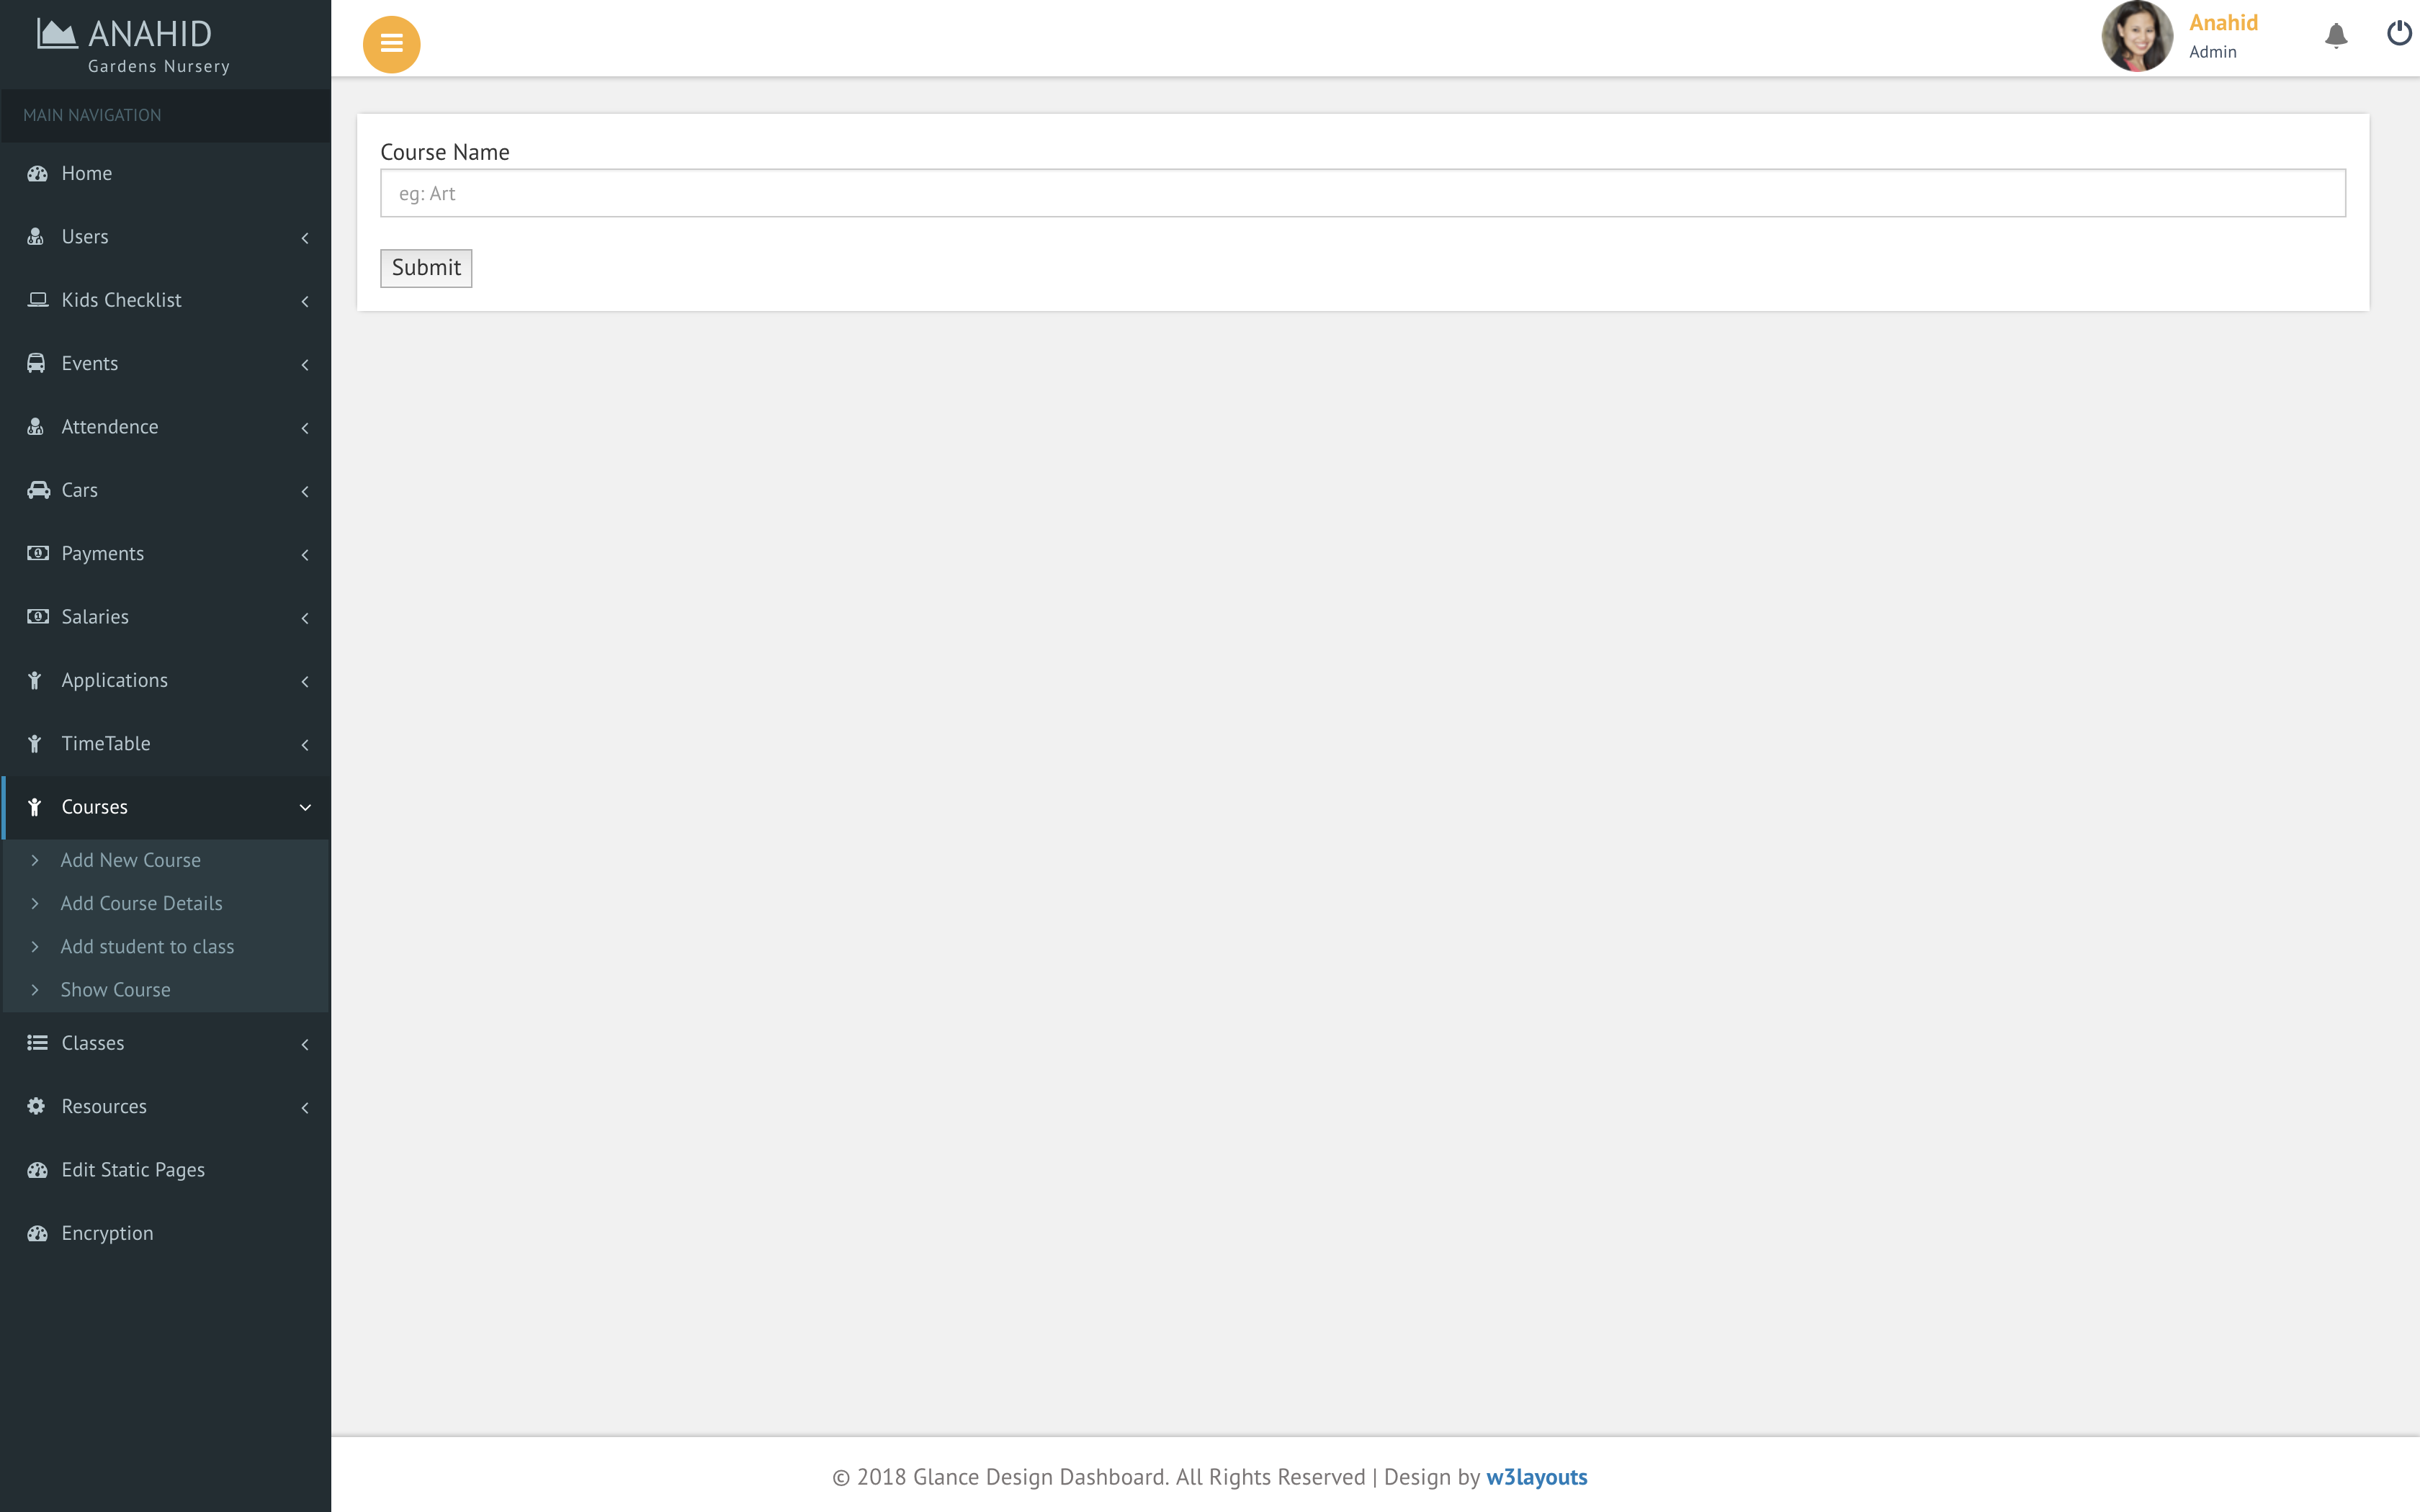 ANAHID
Gardens Nursery
MAIN NAVIGATION
Home
Users
Kids Checklist
Events
Attendence
Cars
Payments
Salaries
Applications
TimeTable
Courses
Add New Course
Add Course Details
Add student to class
Show Course
Classes
Resources
Edit Static Pages
Encryption
Anahid
Admin
Course Name
eg: Art
Submit
© 2018 Glance Design Dashboard. All Rights Reserved | Design by w3layouts